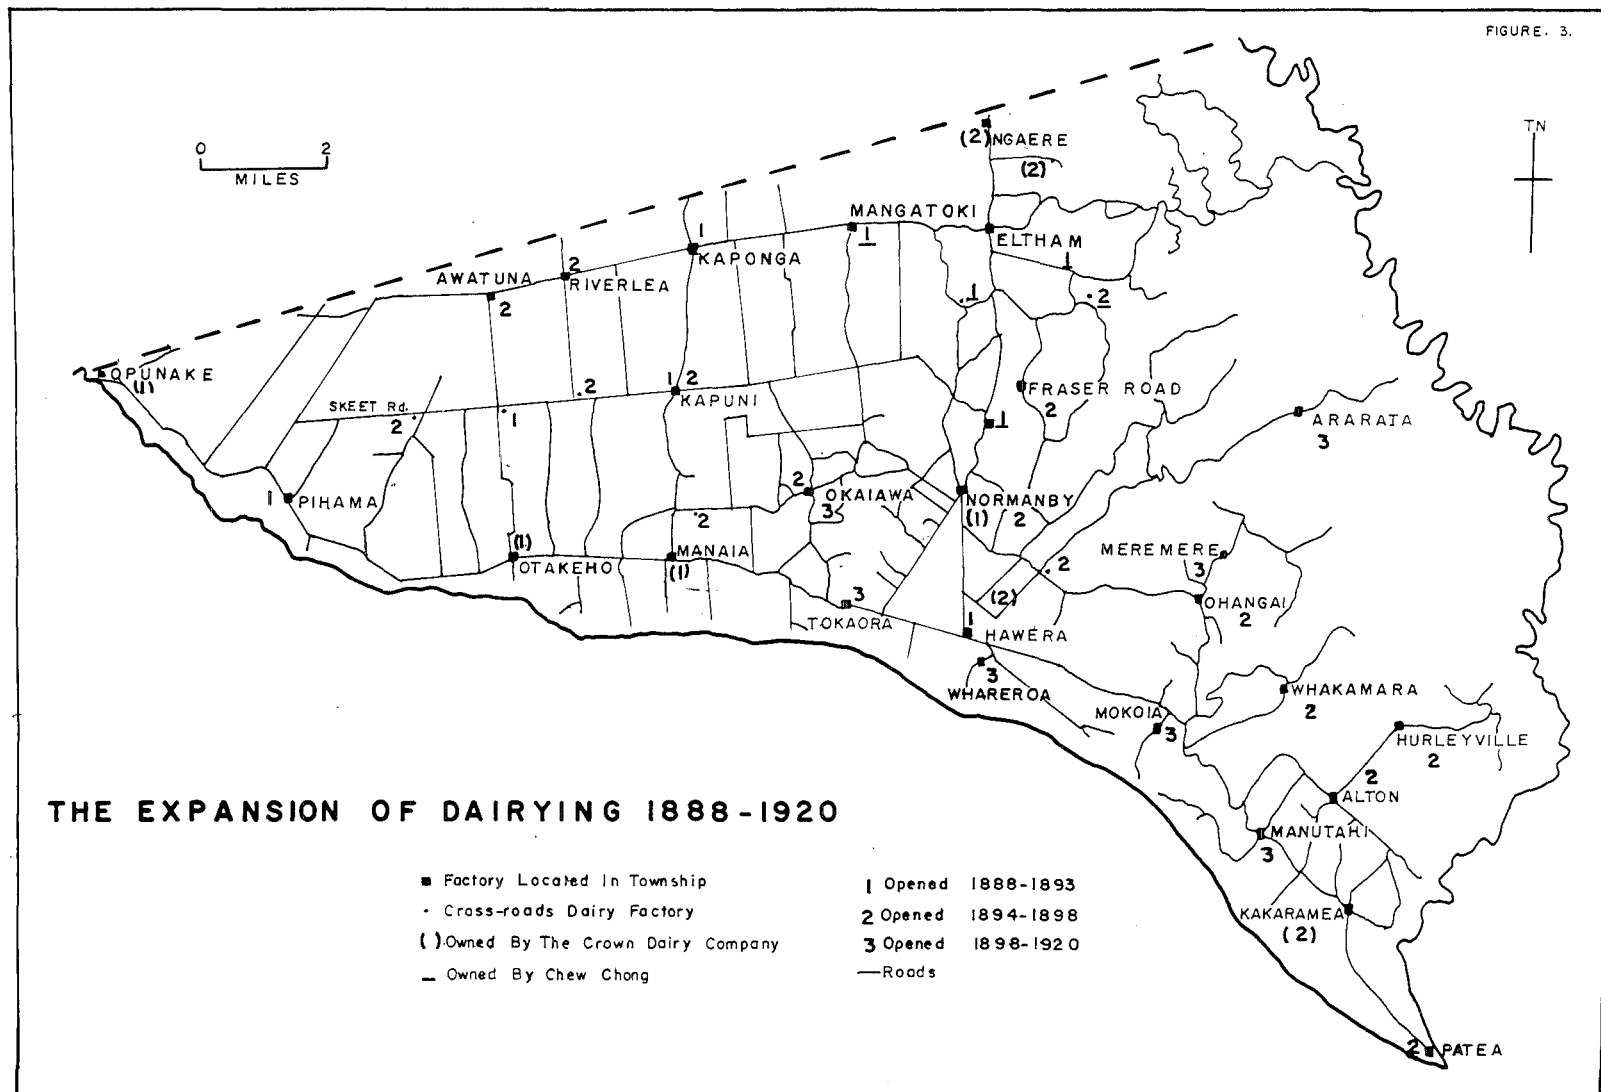 FIGURE. 3.
TN
0 2
MILES
(2) NGAERE
(2)
MANGATOKI
1
ELTHAM
1
1
KAPONGA
2
RIVERLEA
AWATUNA
2
1
2
OPUNAKE
(1)
SKEET Rd.
2
1
2
1 2
KAPUNI
FRASER ROAD
2
1
ARARATA
3
1 PIHAMA
2
OKAIAWA
3
NORMANBY
(1)
2
2
(1)
OTAKEHO
MANAIA
(1)
MEREMERE
3
2
(2)
OHANGAI
2
3
TOKAORA
1
HAWERA
3
WHAREROA
WHAKAMARA
2
MOKOIA
3
HURLEYVILLE
2
2
ALTON
MANUTAHI
3
KAKARAMEA
(2)
2 PATEA
THE EXPANSION OF DAIRYING 1888-1920
■ Factory Located In Township
· Cross-roads Dairy Factory
( ) Owned By The Crown Dairy Company
_ Owned By Chew Chong
1 Opened 1888-1893
2 Opened 1894-1898
3 Opened 1898-1920
—Roads